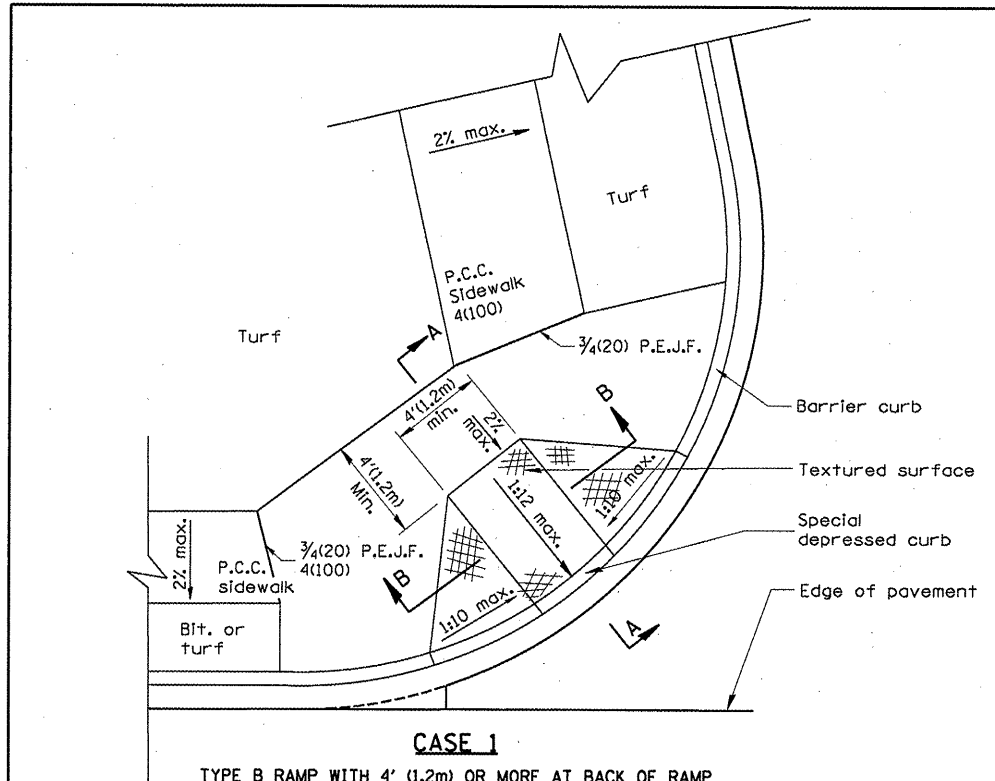 2% max.
Turf
P.C.C.
Sidewalk
4(100)
Turf
A
3/4(20) P.E.J.F.
4'(1.2m)
min.
2%
max.
B
Barrier curb
4'(1.2m)
Min.
Textured surface
1:10 max.
1:12 max.
Special
depressed curb
2% max.
3/4(20) P.E.J.F.
4(100)
P.C.C.
sidewalk
B
1:10 max.
Edge of pavement
A
Bit. or
turf
CASE 1
TYPE B RAMP WITH 4' (1.2m) OR MORE AT BACK OF RAMP